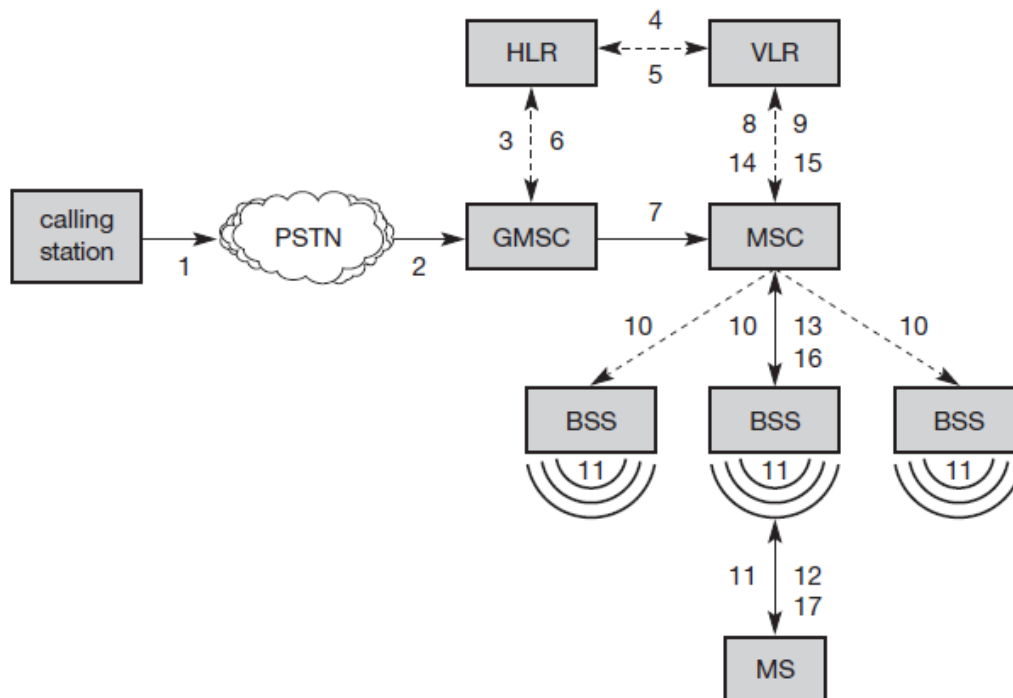 4
HLR
VLR
5
3 6
8 9
14 15
calling
station
PSTN
GMSC
7
MSC
1
2
10
10
13
10
16
BSS
BSS
BSS
11
11
11
11
12
17
MS